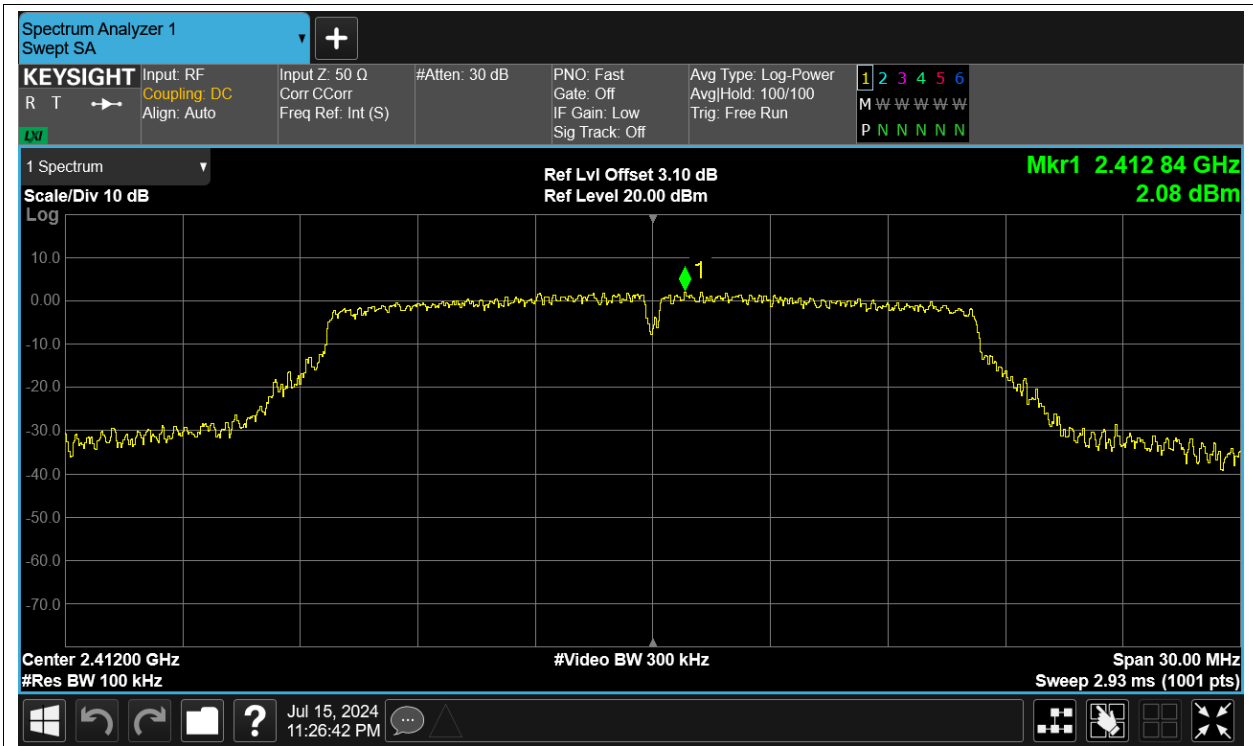 Spectrum Analyzer 1
Swept SA
KEYSIGHT
R T
LXI
Input: RF
Coupling: DC
Align: Auto
Input Z: 50 Ω
Corr CCorr
Freq Ref: Int (S)
#Atten: 30 dB
PNO: Fast
Gate: Off
IF Gain: Low
Sig Track: Off
Avg Type: Log-Power
Avg|Hold: 100/100
Trig: Free Run
1 2 3 4 5 6
M W W W W W
P N N N N N
1 Spectrum
Scale/Div 10 dB
Ref Lvl Offset 3.10 dB
Ref Level 20.00 dBm
Mkr1 2.412 84 GHz
2.08 dBm
Log
10.0
0.00
-10.0
-20.0
-30.0
-40.0
-50.0
-60.0
-70.0
1
Center 2.41200 GHz
#Res BW 100 kHz
#Video BW 300 kHz
Span 30.00 MHz
Sweep 2.93 ms (1001 pts)
?
Jul 15, 2024
11:26:42 PM